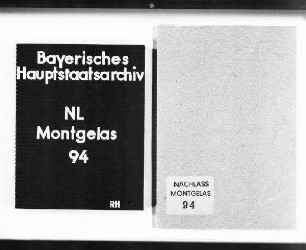 Bayerisches
Hauptstaatsarchiv
NL
Montgelas
94
RH
NACHLASS
MONTGELAS
94